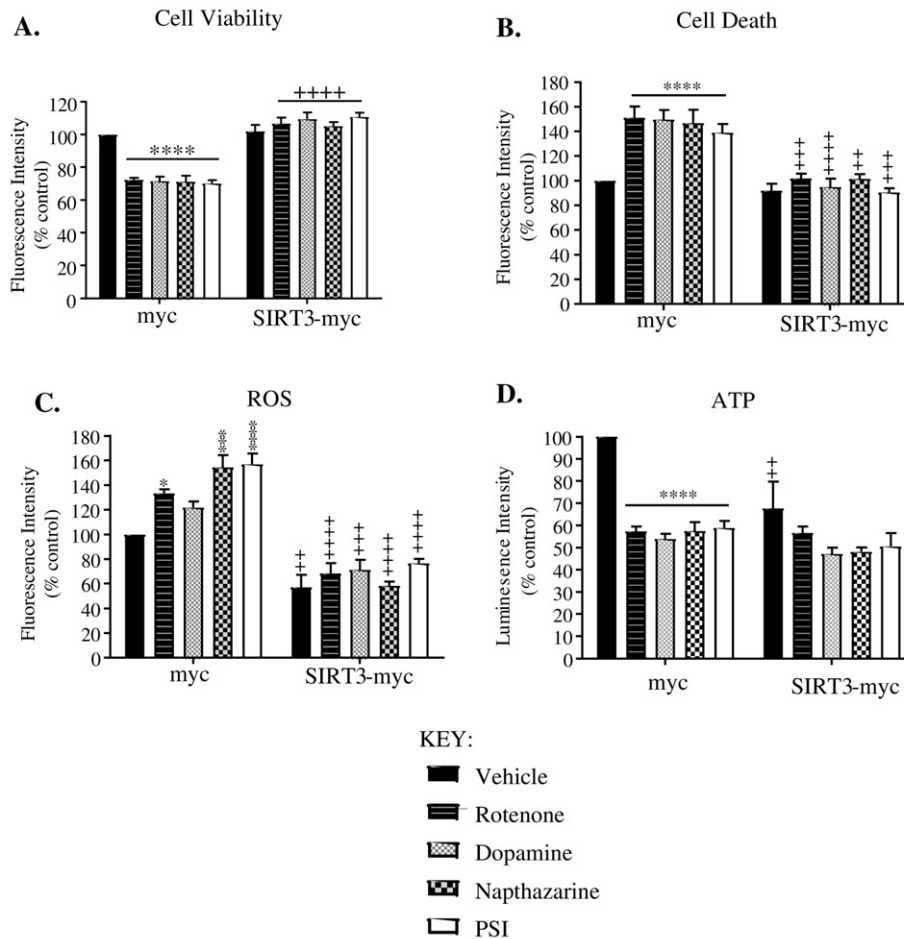 A.
Cell Viability
Fluorescence Intensity
(% control)
120
100
80
60
40
20
0
****
++++
myc
SIRT3-myc
B.
Cell Death
Fluorescence Intensity
(% control)
180
160
140
120
100
80
60
40
20
0
****
+++
++++
++
+++
myc
SIRT3-myc
C.
ROS
Fluorescence Intensity
(% control)
180
160
140
120
100
80
60
40
20
0
*
***
****
++
++++
+++
++++
++++
myc
SIRT3-myc
D.
ATP
Luminesence Intensity
(% control)
100
90
80
70
60
50
40
30
20
10
0
****
++
myc
SIRT3-myc
KEY:
Vehicle
Rotenone
Dopamine
Napthazarine
PSI